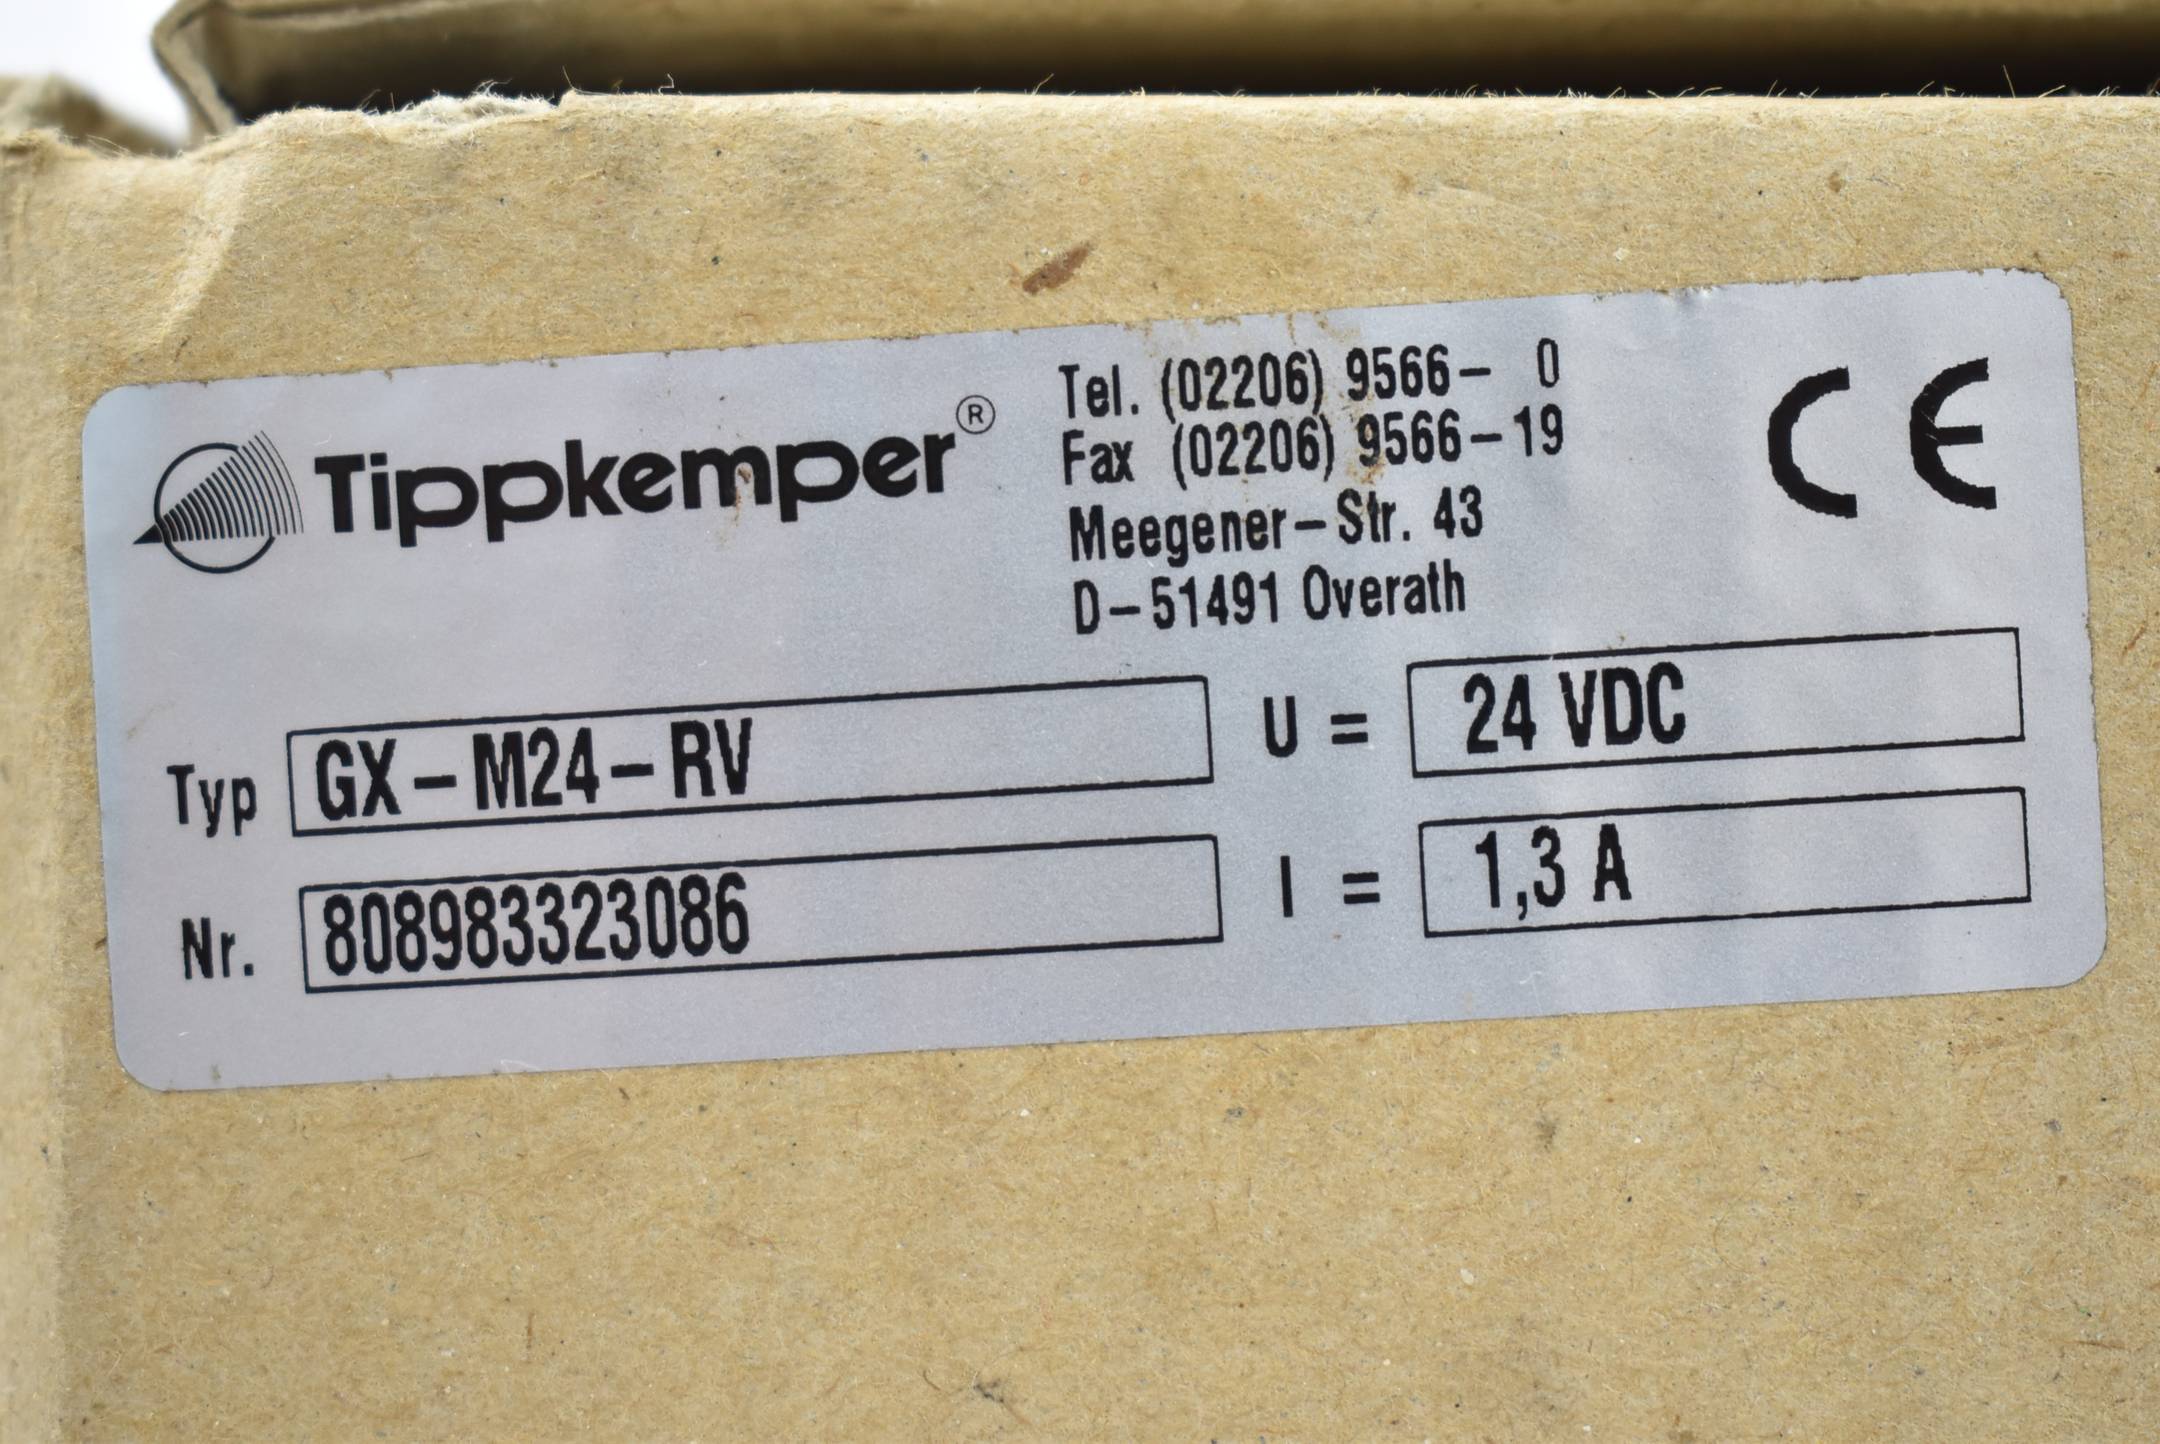 Tippkemper®
Tel. (02206) 9566- 0
Fax (02206) 9566-19
Meegener-Str. 43
D-51491 Overath
CE
Typ GX-M24-RV
U = 24 VDC
Nr. 808983323086
I = 1,3 A